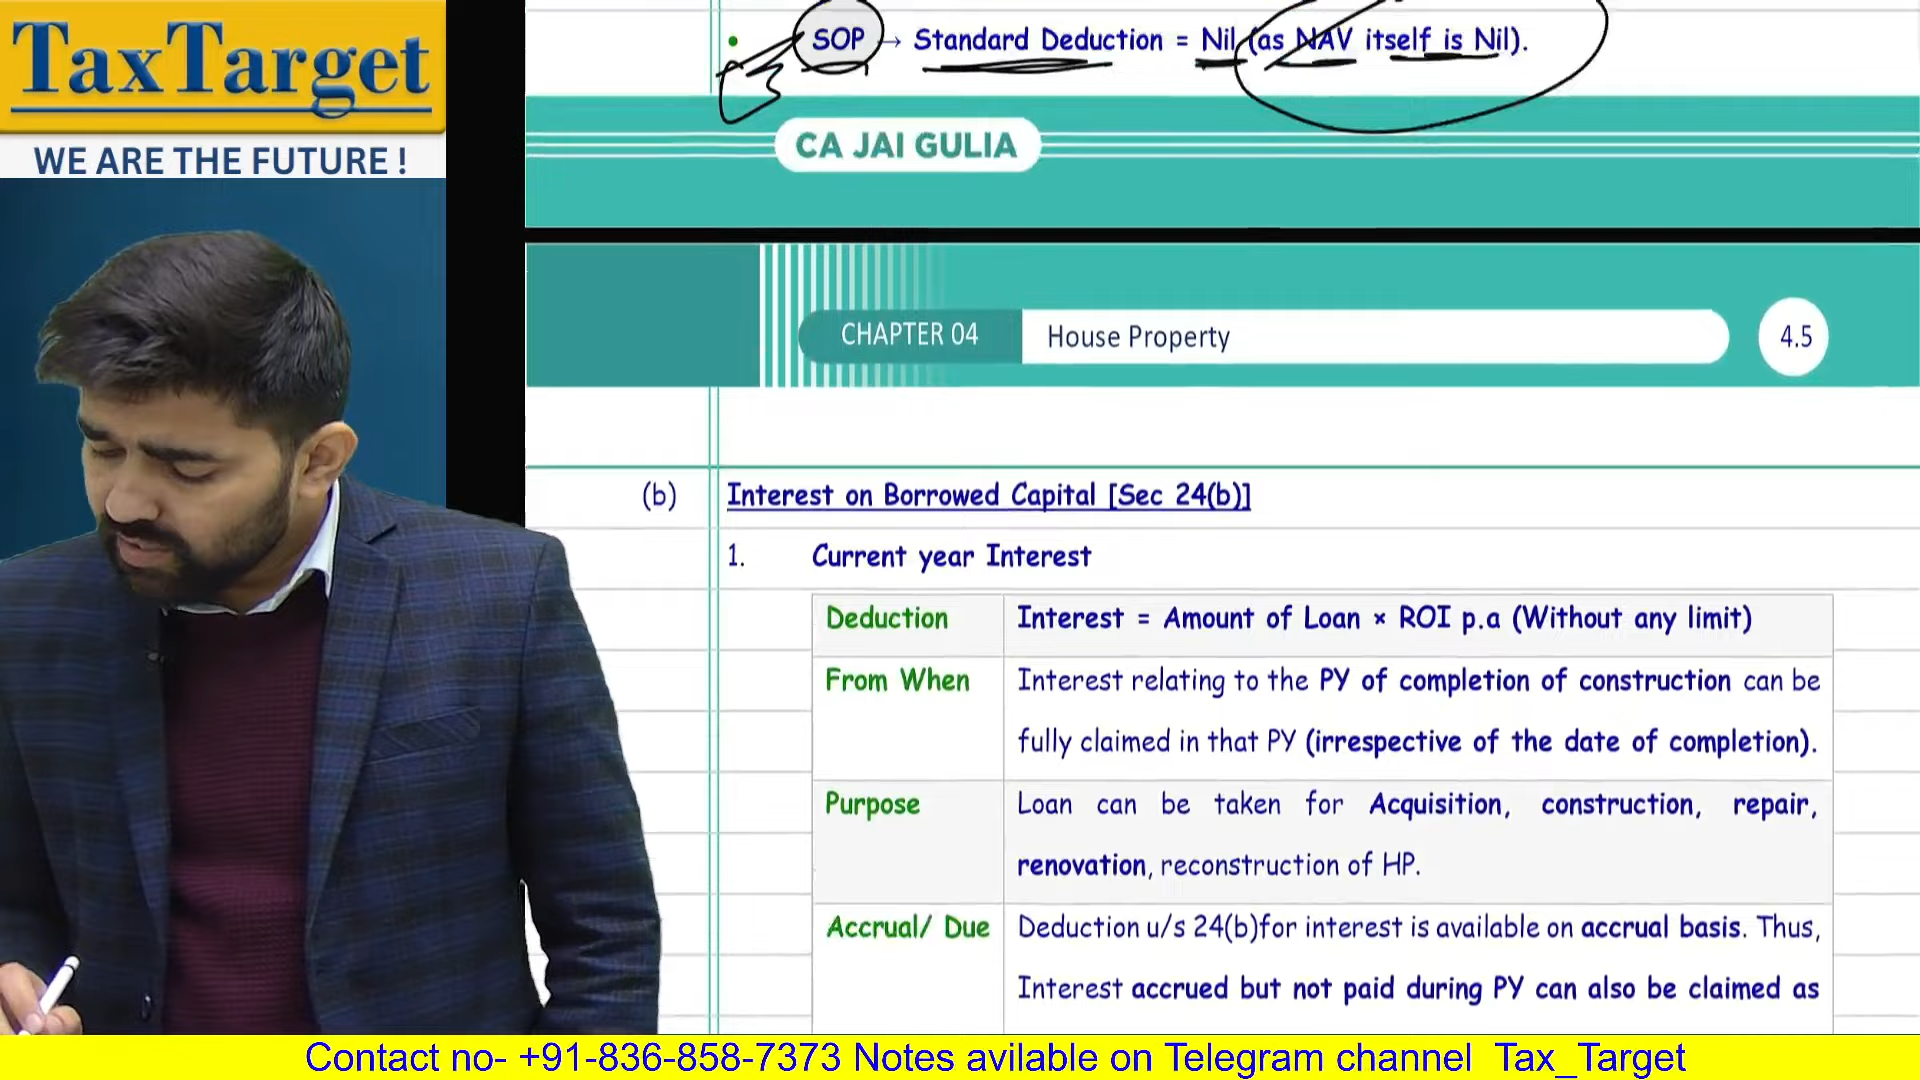 TaxTarget
WE ARE THE FUTURE !
• SOP → Standard Deduction = Nil (as NAV itself is Nil).
CA JAI GULIA
CHAPTER 04 House Property 4.5
(b) Interest on Borrowed Capital [Sec 24(b)]
1. Current year Interest
Deduction Interest = Amount of Loan × ROI p.a (Without any limit)
From When Interest relating to the PY of completion of construction can be
fully claimed in that PY (irrespective of the date of completion).
Purpose Loan can be taken for Acquisition, construction, repair,
renovation, reconstruction of HP.
Accrual/ Due Deduction u/s 24(b)for interest is available on accrual basis. Thus,
Interest accrued but not paid during PY can also be claimed as
Contact no- +91-836-858-7373 Notes avilable on Telegram channel Tax_Target